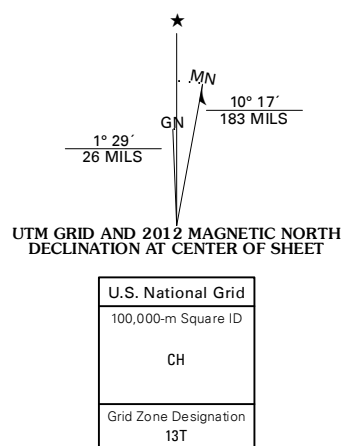 MN
GN
10° 17´
183 MILS
1° 29´
26 MILS
UTM GRID AND 2012 MAGNETIC NORTH
DECLINATION AT CENTER OF SHEET
U.S. National Grid
100,000-m Square ID
CH
Grid Zone Designation
13T